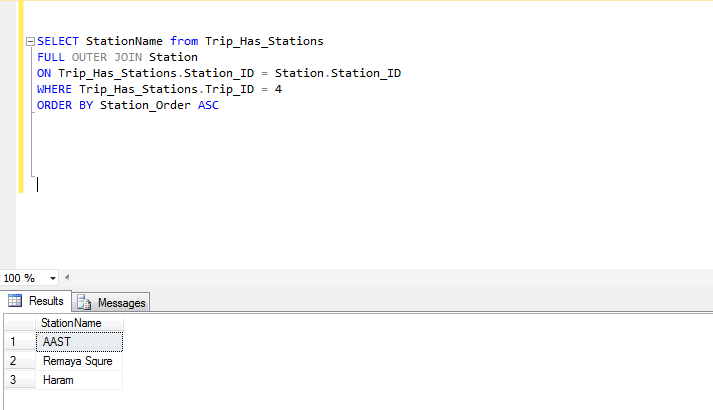 SELECT StationName from Trip_Has_Stations
FULL OUTER JOIN Station
ON Trip_Has_Stations.Station_ID = Station.Station_ID
WHERE Trip_Has_Stations.Trip_ID = 4
ORDER BY Station_Order ASC
100 %
Results Messages
StationName
1 AAST
2 Remaya Squre
3 Haram